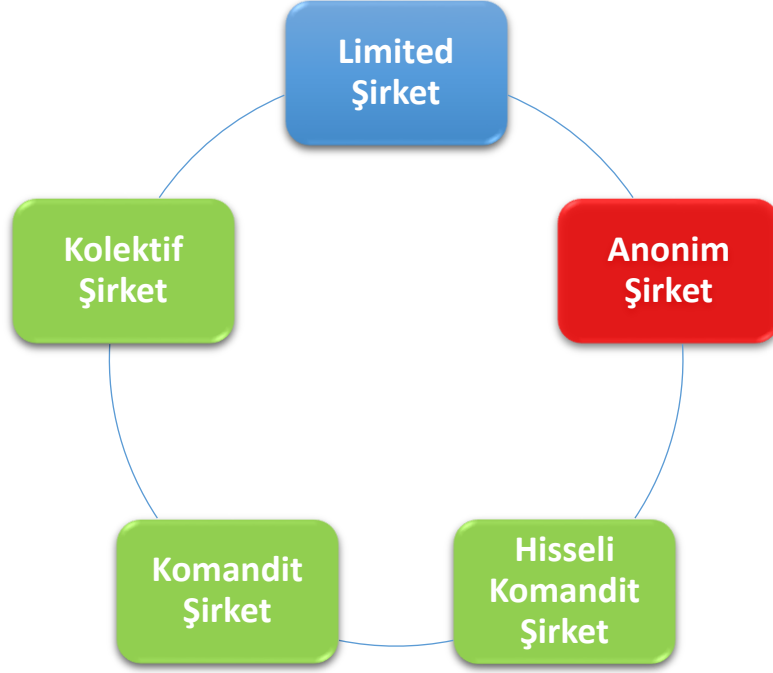 Limited
Şirket
Anonim
Şirket
Hisseli
Komandit
Şirket
Komandit
Şirket
Kolektif
Şirket